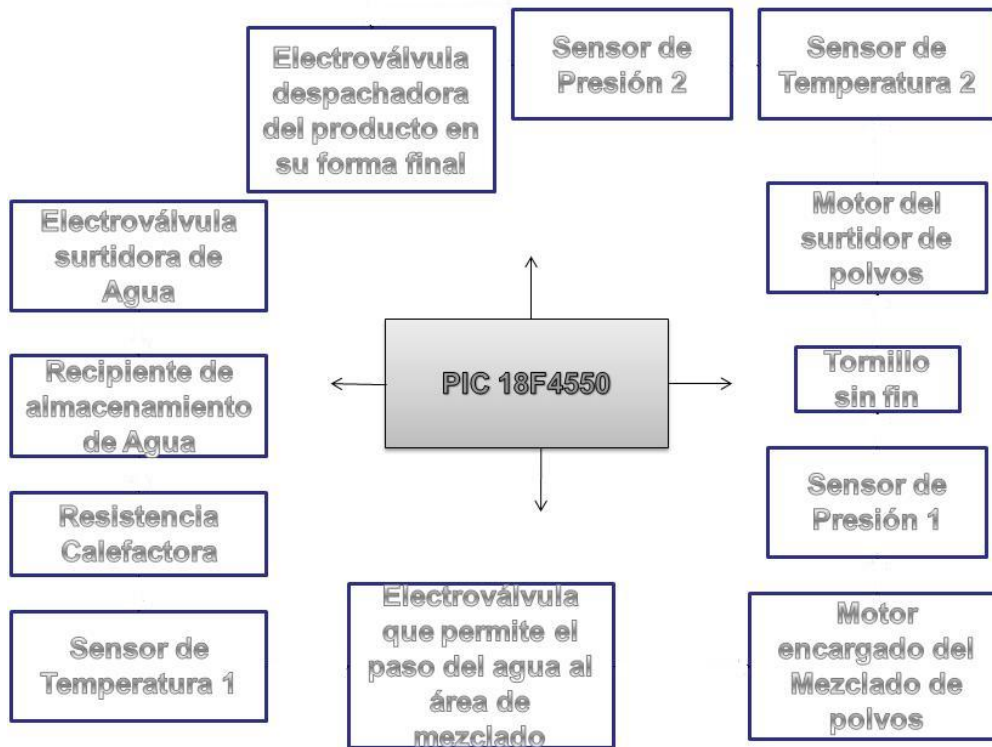 Electroválvula
despachadora
del producto en
su forma final
Sensor de
Presión 2
Sensor de
Temperatura 2
Electroválvula
surtidora de
Agua
Motor del
surtidor de
polvos
Recipiente de
almacenamiento
de Agua
PIC 18F4550
Tornillo
sin fin
Resistencia
Calefactora
Sensor de
Presión 1
Sensor de
Temperatura 1
Electroválvula
que permite el
paso del agua al
área de
mezclado
Motor
encargado del
Mezclado de
polvos